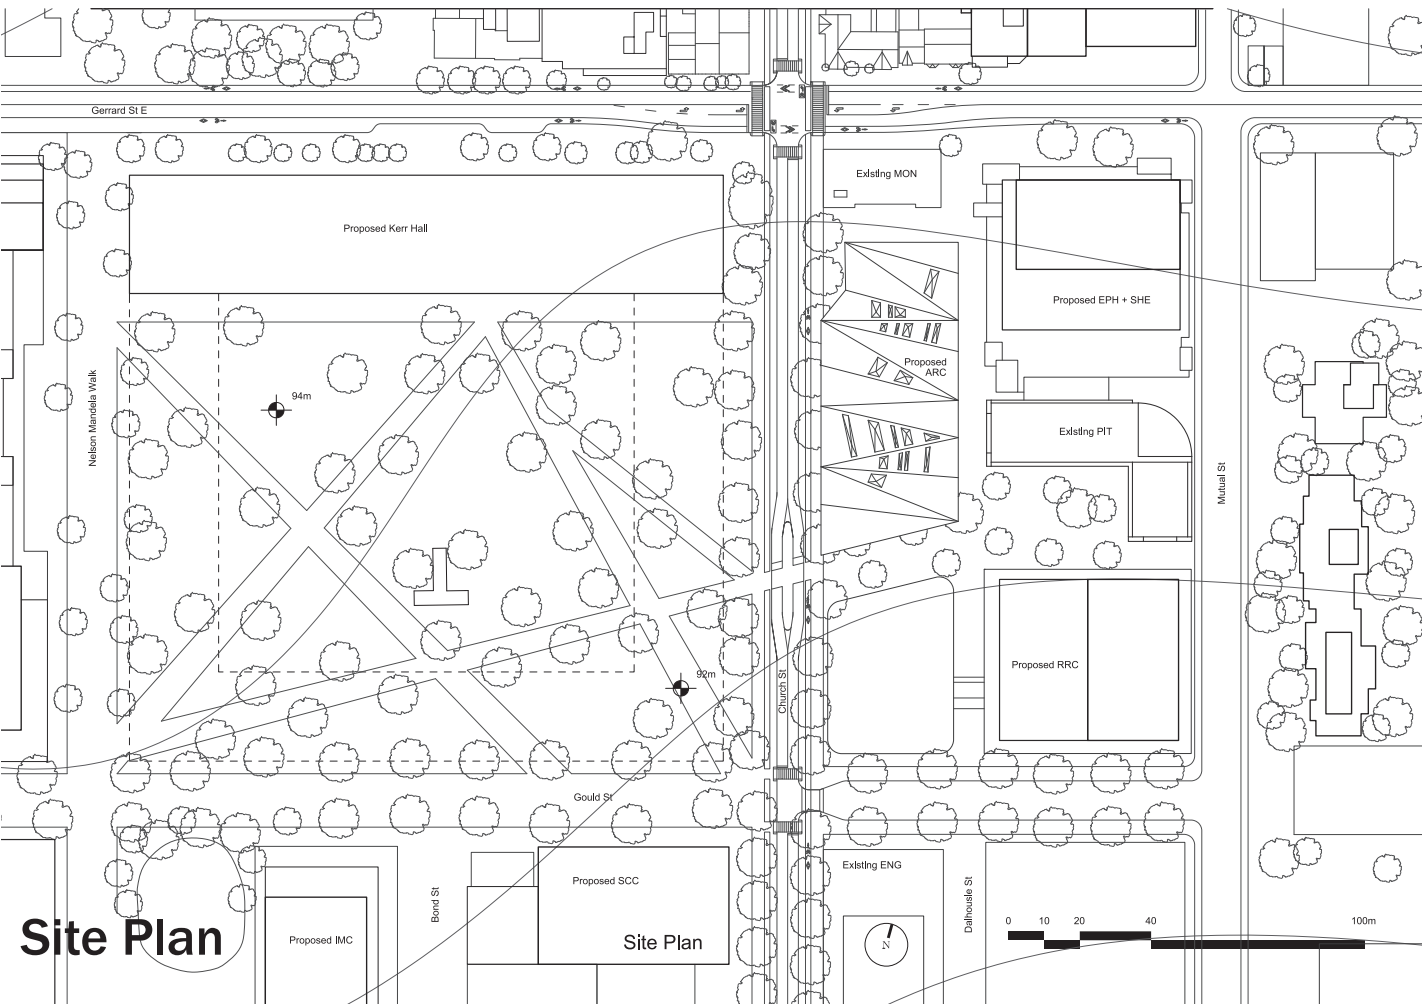 Gerrard St E
Existing MON
Proposed Kerr Hall
Proposed EPH + SHE
Proposed
ARC
94m
Nelson Mandela Walk
Existing PIT
Mutual St
Proposed RRC
92m
Church St
Gould St
Existing ENG
Proposed SCC
Bond St
Dalhousie St
0 10 20 40 100m
Site Plan
Proposed IMC
Site Plan
N